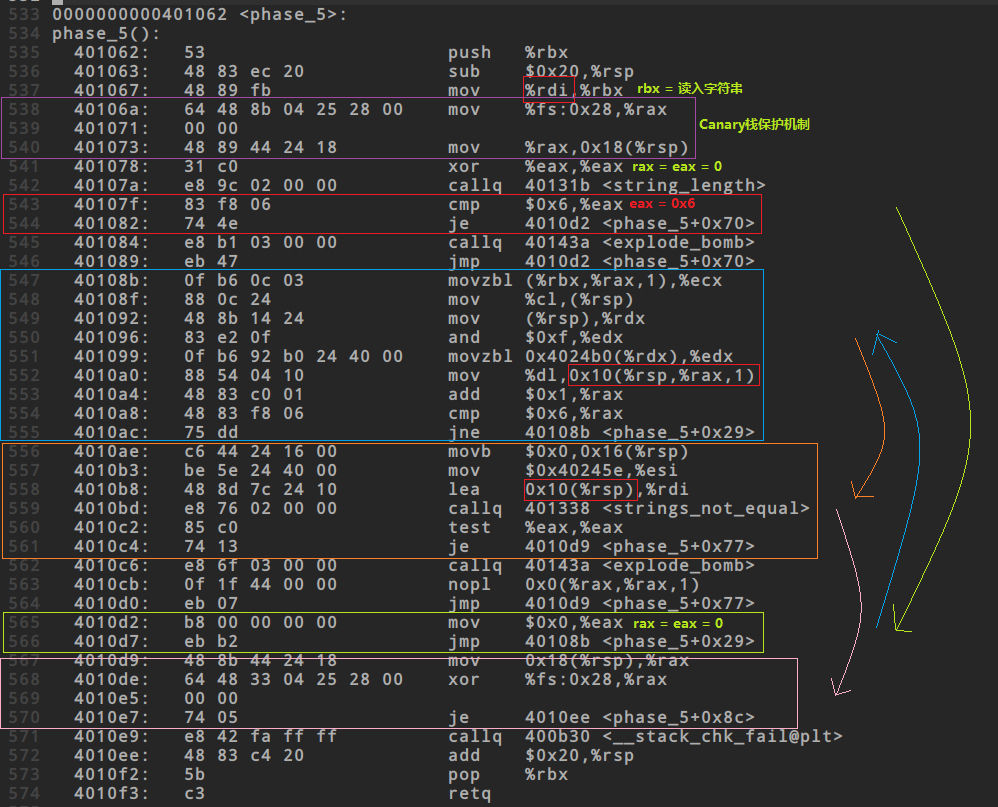 533 0000000000401062 <phase_5>:
534 phase_5():
535 401062: 53 push %rbx
536 401063: 48 83 ec 20 sub $0x20,%rsp
537 401067: 48 89 fb mov %rdi,%rbx rbx = 读入字符串
538 40106a: 64 48 8b 04 25 28 00 mov %fs:0x28,%rax
539 401071: 00 00 Canary栈保护机制
540 401073: 48 89 44 24 18 mov %rax,0x18(%rsp)
541 401078: 31 c0 xor %eax,%eax rax = eax = 0
542 40107a: e8 9c 02 00 00 callq 40131b <string_length>
543 40107f: 83 f8 06 cmp $0x6,%eax eax = 0x6
544 401082: 74 4e je 4010d2 <phase_5+0x70>
545 401084: e8 b1 03 00 00 callq 40143a <explode_bomb>
546 401089: eb 47 jmp 4010d2 <phase_5+0x70>
547 40108b: 0f b6 0c 03 movzbl (%rbx,%rax,1),%ecx
548 40108f: 88 0c 24 mov %cl,(%rsp)
549 401092: 48 8b 14 24 mov (%rsp),%rdx
550 401096: 83 e2 0f and $0xf,%edx
551 401099: 0f b6 92 b0 24 40 00 movzbl 0x4024b0(%rdx),%edx
552 4010a0: 88 54 04 10 mov %dl,0x10(%rsp,%rax,1)
553 4010a4: 48 83 c0 01 add $0x1,%rax
554 4010a8: 48 83 f8 06 cmp $0x6,%rax
555 4010ac: 75 dd jne 40108b <phase_5+0x29>
556 4010ae: c6 44 24 16 00 movb $0x0,0x16(%rsp)
557 4010b3: be 5e 24 40 00 mov $0x40245e,%esi
558 4010b8: 48 8d 7c 24 10 lea 0x10(%rsp),%rdi
559 4010bd: e8 76 02 00 00 callq 401338 <strings_not_equal>
560 4010c2: 85 c0 test %eax,%eax
561 4010c4: 74 13 je 4010d9 <phase_5+0x77>
562 4010c6: e8 6f 03 00 00 callq 40143a <explode_bomb>
563 4010cb: 0f 1f 44 00 00 nopl 0x0(%rax,%rax,1)
564 4010d0: eb 07 jmp 4010d9 <phase_5+0x77>
565 4010d2: b8 00 00 00 00 mov $0x0,%eax rax = eax = 0
566 4010d7: eb b2 jmp 40108b <phase_5+0x29>
567 4010d9: 48 8b 44 24 18 mov 0x18(%rsp),%rax
568 4010de: 64 48 33 04 25 28 00 xor %fs:0x28,%rax
569 4010e5: 00 00
570 4010e7: 74 05 je 4010ee <phase_5+0x8c>
571 4010e9: e8 42 fa ff ff callq 400b30 <__stack_chk_fail@plt>
572 4010ee: 48 83 c4 20 add $0x20,%rsp
573 4010f2: 5b pop %rbx
574 4010f3: c3 retq